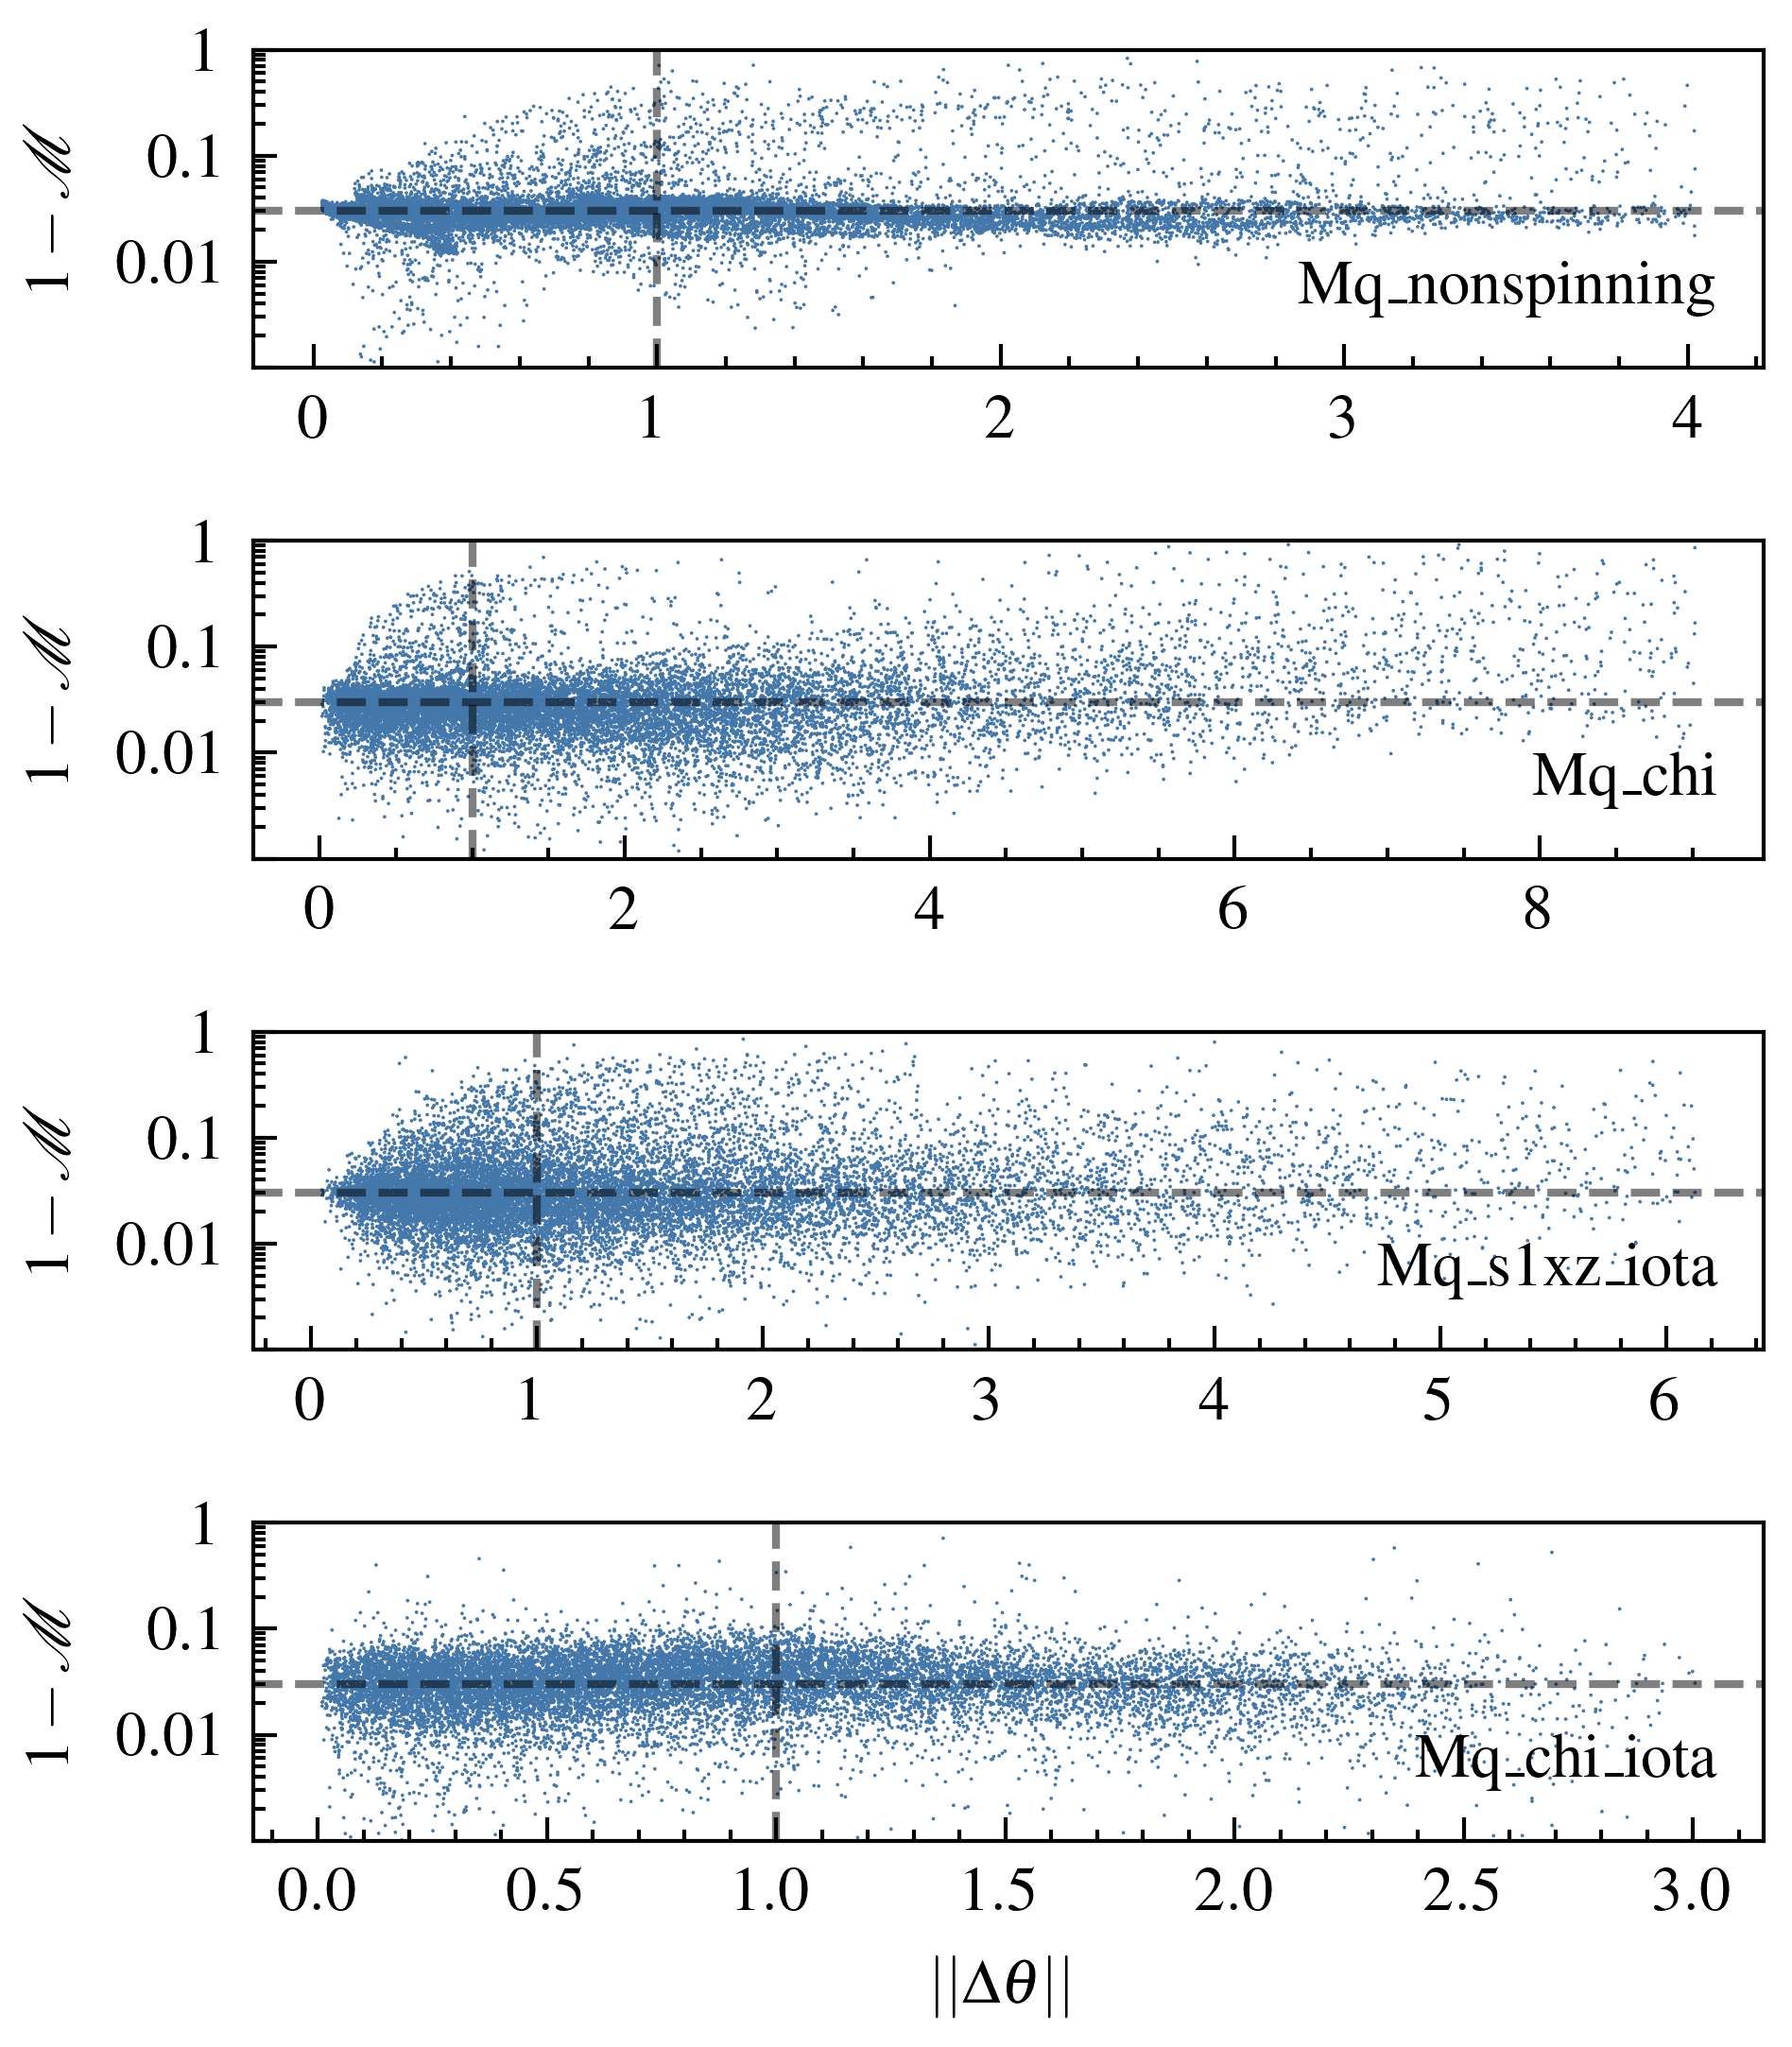 1
0.1
0.01
1 − ℳ
Mq_nonspinning
0 1 2 3 4
1
0.1
0.01
1 − ℳ
Mq_chi
0 2 4 6 8
1
0.1
0.01
1 − ℳ
Mq_s1xz_iota
0 1 2 3 4 5 6
1
0.1
0.01
1 − ℳ
Mq_chi_iota
0.0 0.5 1.0 1.5 2.0 2.5 3.0
||Δθ||